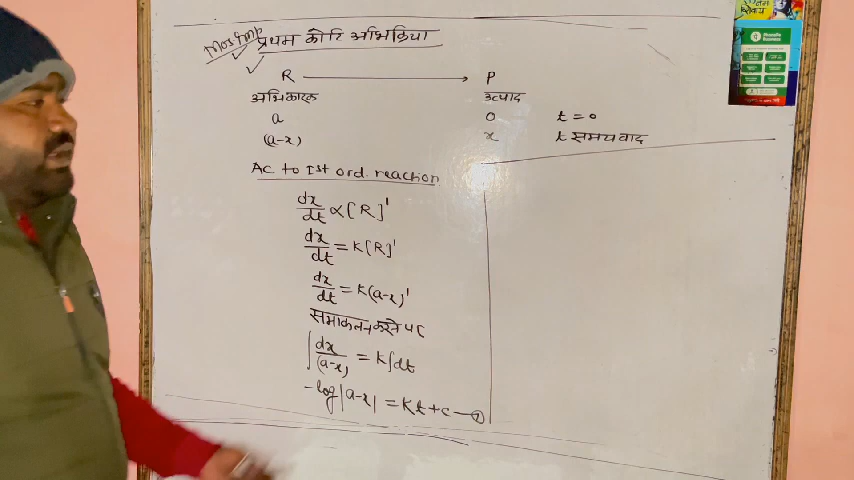 Most Imp
प्रथम कोटि अभिक्रिया
R ⟶ P
अभिकारक उत्पाद
a 0 t = 0
(a-x) x t समय बाद
Ac. to Ist ord. reaction
dx/dt ∝ [R]¹
dx/dt = K[R]¹
dx/dt = K(a-x)¹
समाकलन करने पर
∫ dx/(a-x) = K∫dt
-log|a-x| = Kt + c —①